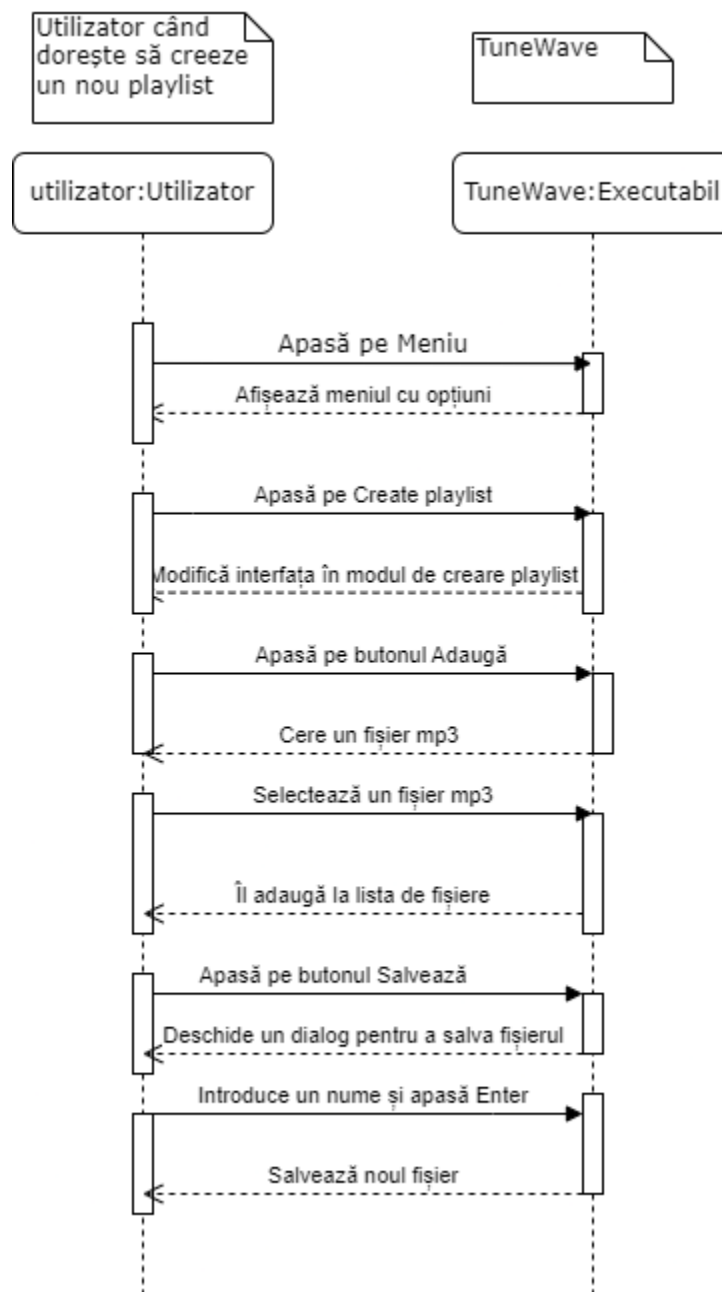 Utilizator când
dorește să creeze
un nou playlist
TuneWave
utilizator:Utilizator
TuneWave:Executabil
Apasă pe Meniu
Afișează meniul cu opțiuni
Apasă pe Create playlist
Modifică interfața în modul de creare playlist
Apasă pe butonul Adaugă
Cere un fișier mp3
Selectează un fișier mp3
Îl adaugă la lista de fișiere
Apasă pe butonul Salvează
Deschide un dialog pentru a salva fișierul
Introduce un nume și apasă Enter
Salvează noul fișier